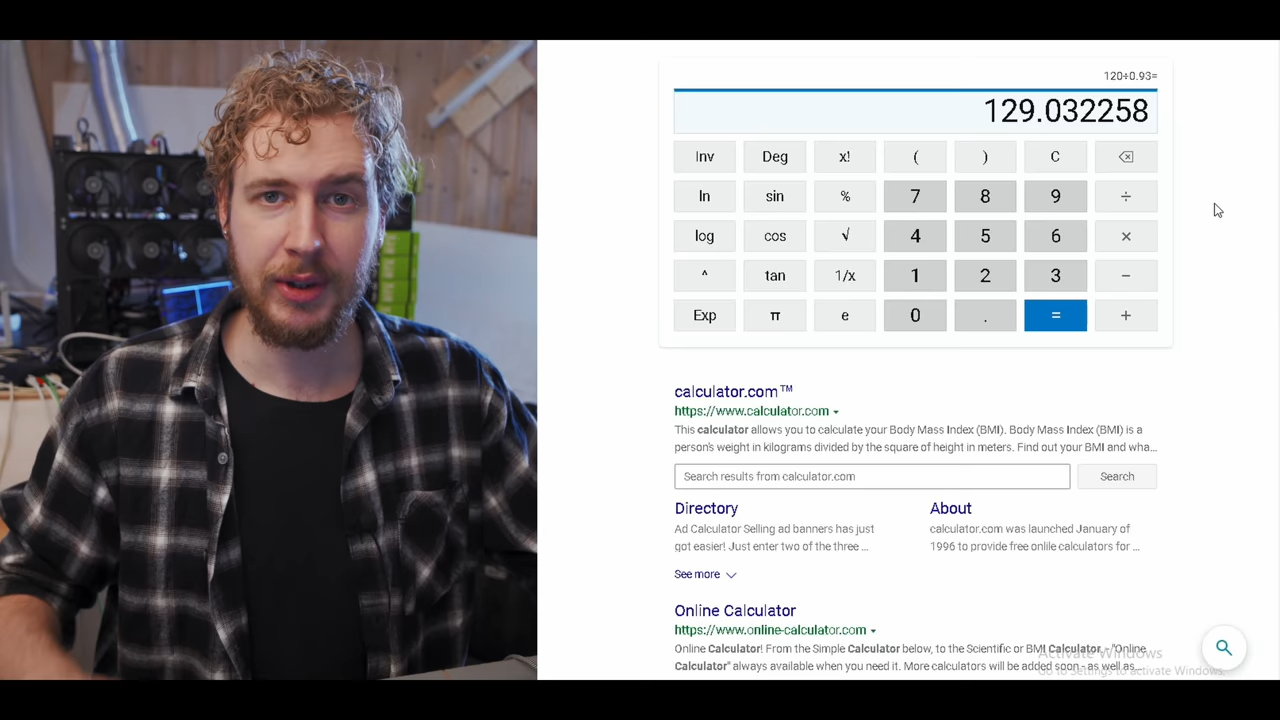 120÷0.93=
129.032258
Inv Deg x! ( ) C
ln sin % 7 8 9 ÷
log cos √ 4 5 6 ×
^ tan 1/x 1 2 3 −
Exp π e 0 . = +
calculator.com™
https://www.calculator.com
This calculator allows you to calculate your Body Mass Index (BMI). Body Mass Index (BMI) is a
person's weight in kilograms divided by the square of height in meters. Find out your BMI and wha...
Search results from calculator.com Search
Directory About
Ad Calculator Selling ad banners has just calculator.com was launched January of
got easier! Just enter two of the three ... 1996 to provide free onlile calculators for ...
See more
Online Calculator
https://www.online-calculator.com
Online Calculator! From the Simple Calculator below, to the Scientific or BMI Calculator. - "Online
Calculator" always available when you need it. More calculators will be added soon - as well as...
Activate Windows
Go to Settings to activate Windows.